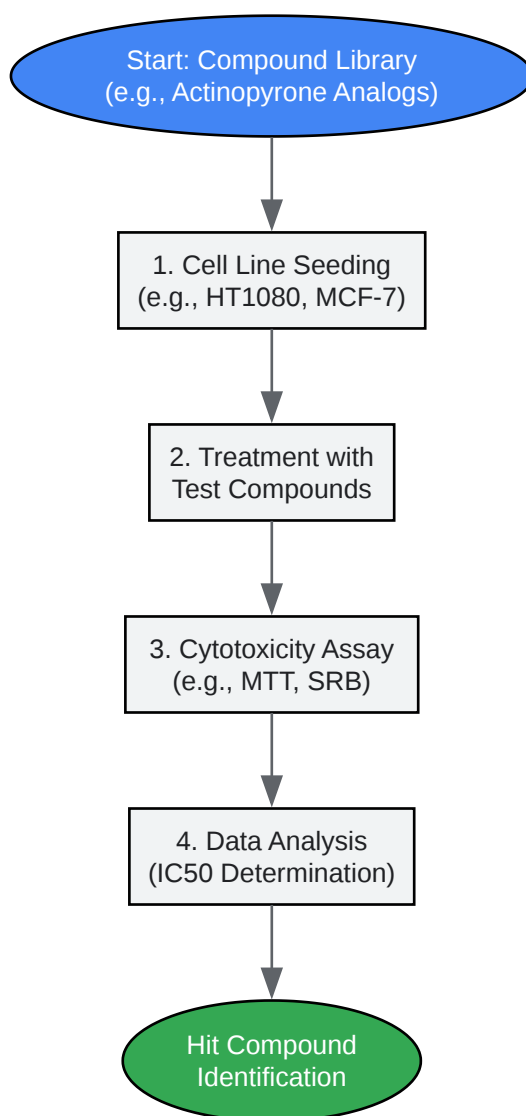 Start: Compound Library
(e.g., Actinopyrone Analogs)
1. Cell Line Seeding
(e.g., HT1080, MCF-7)
2. Treatment with
Test Compounds
3. Cytotoxicity Assay
(e.g., MTT, SRB)
4. Data Analysis
(IC50 Determination)
Hit Compound
Identification